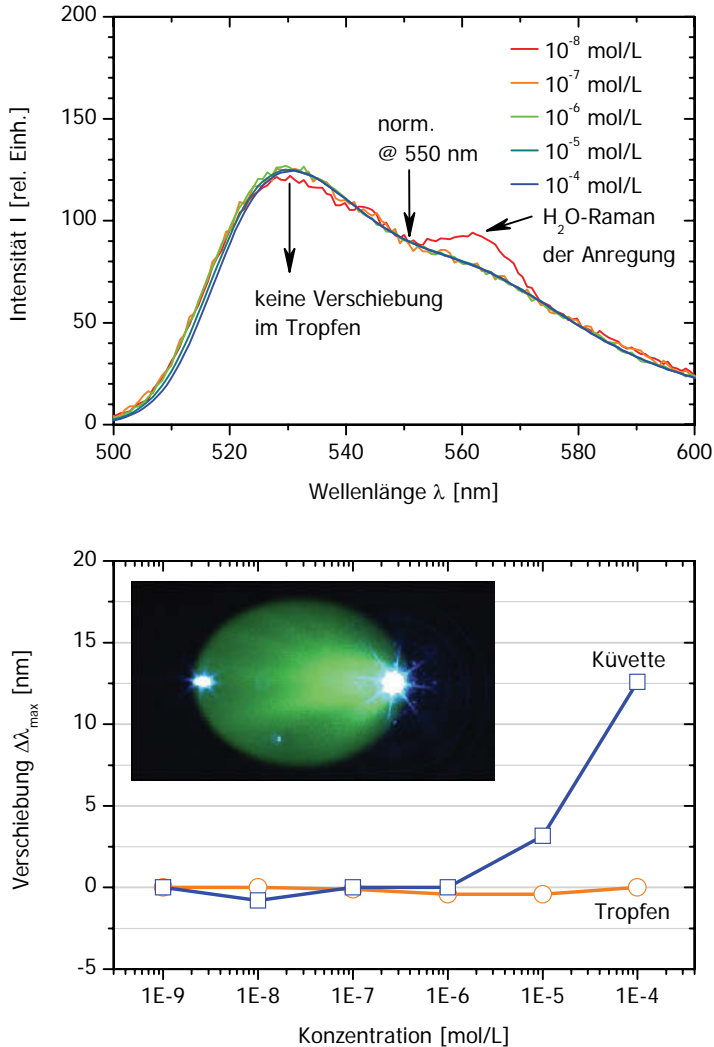 200
150
100
50
0
Intensität I [rel. Einh.]
10⁻⁸ mol/L
10⁻⁷ mol/L
10⁻⁶ mol/L
10⁻⁵ mol/L
10⁻⁴ mol/L
norm.
@ 550 nm
H₂O-Raman
der Anregung
keine Verschiebung
im Tropfen
500
520
540
560
580
600
Wellenlänge λ [nm]
20
15
10
5
0
-5
Verschiebung Δλₘₐₓ [nm]
Küvette
Tropfen
1E-9
1E-8
1E-7
1E-6
1E-5
1E-4
Konzentration [mol/L]